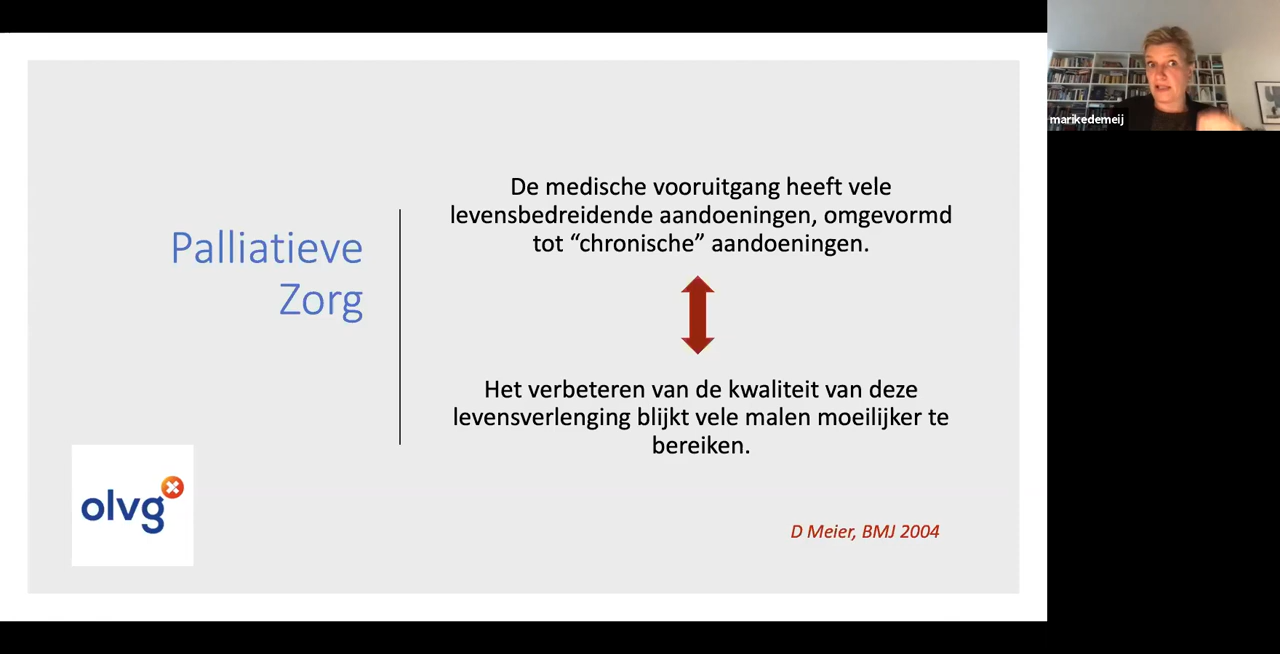 marikedemeij
Palliatieve
Zorg
De medische vooruitgang heeft vele
levensbedreidende aandoeningen, omgevormd
tot “chronische” aandoeningen.
Het verbeteren van de kwaliteit van deze
levensverlenging blijkt vele malen moeilijker te
bereiken.
D Meier, BMJ 2004
olvg